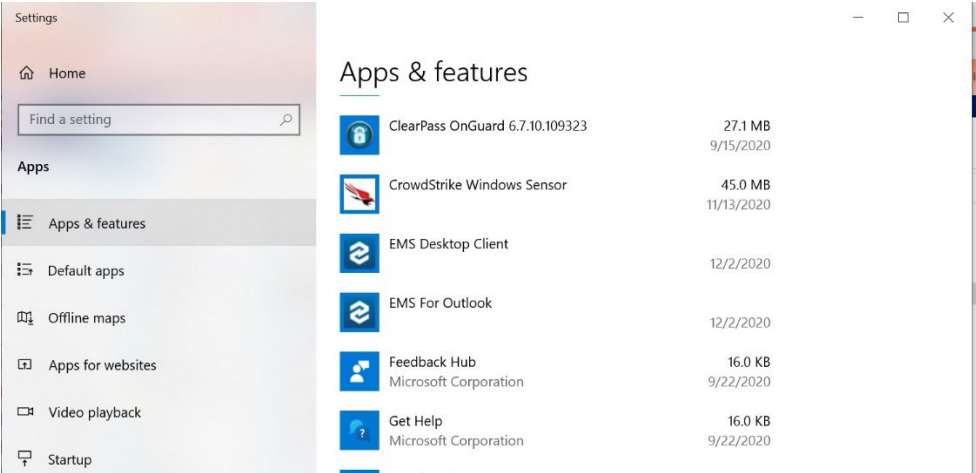 Settings
Home
Find a setting
Apps
Apps & features
Default apps
Offline maps
Apps for websites
Video playback
Startup
Apps & features
ClearPass OnGuard 6.7.10.109323
27.1 MB
9/15/2020
CrowdStrike Windows Sensor
45.0 MB
11/13/2020
EMS Desktop Client
12/2/2020
EMS For Outlook
12/2/2020
Feedback Hub
16.0 KB
Microsoft Corporation
9/22/2020
Get Help
16.0 KB
Microsoft Corporation
9/22/2020